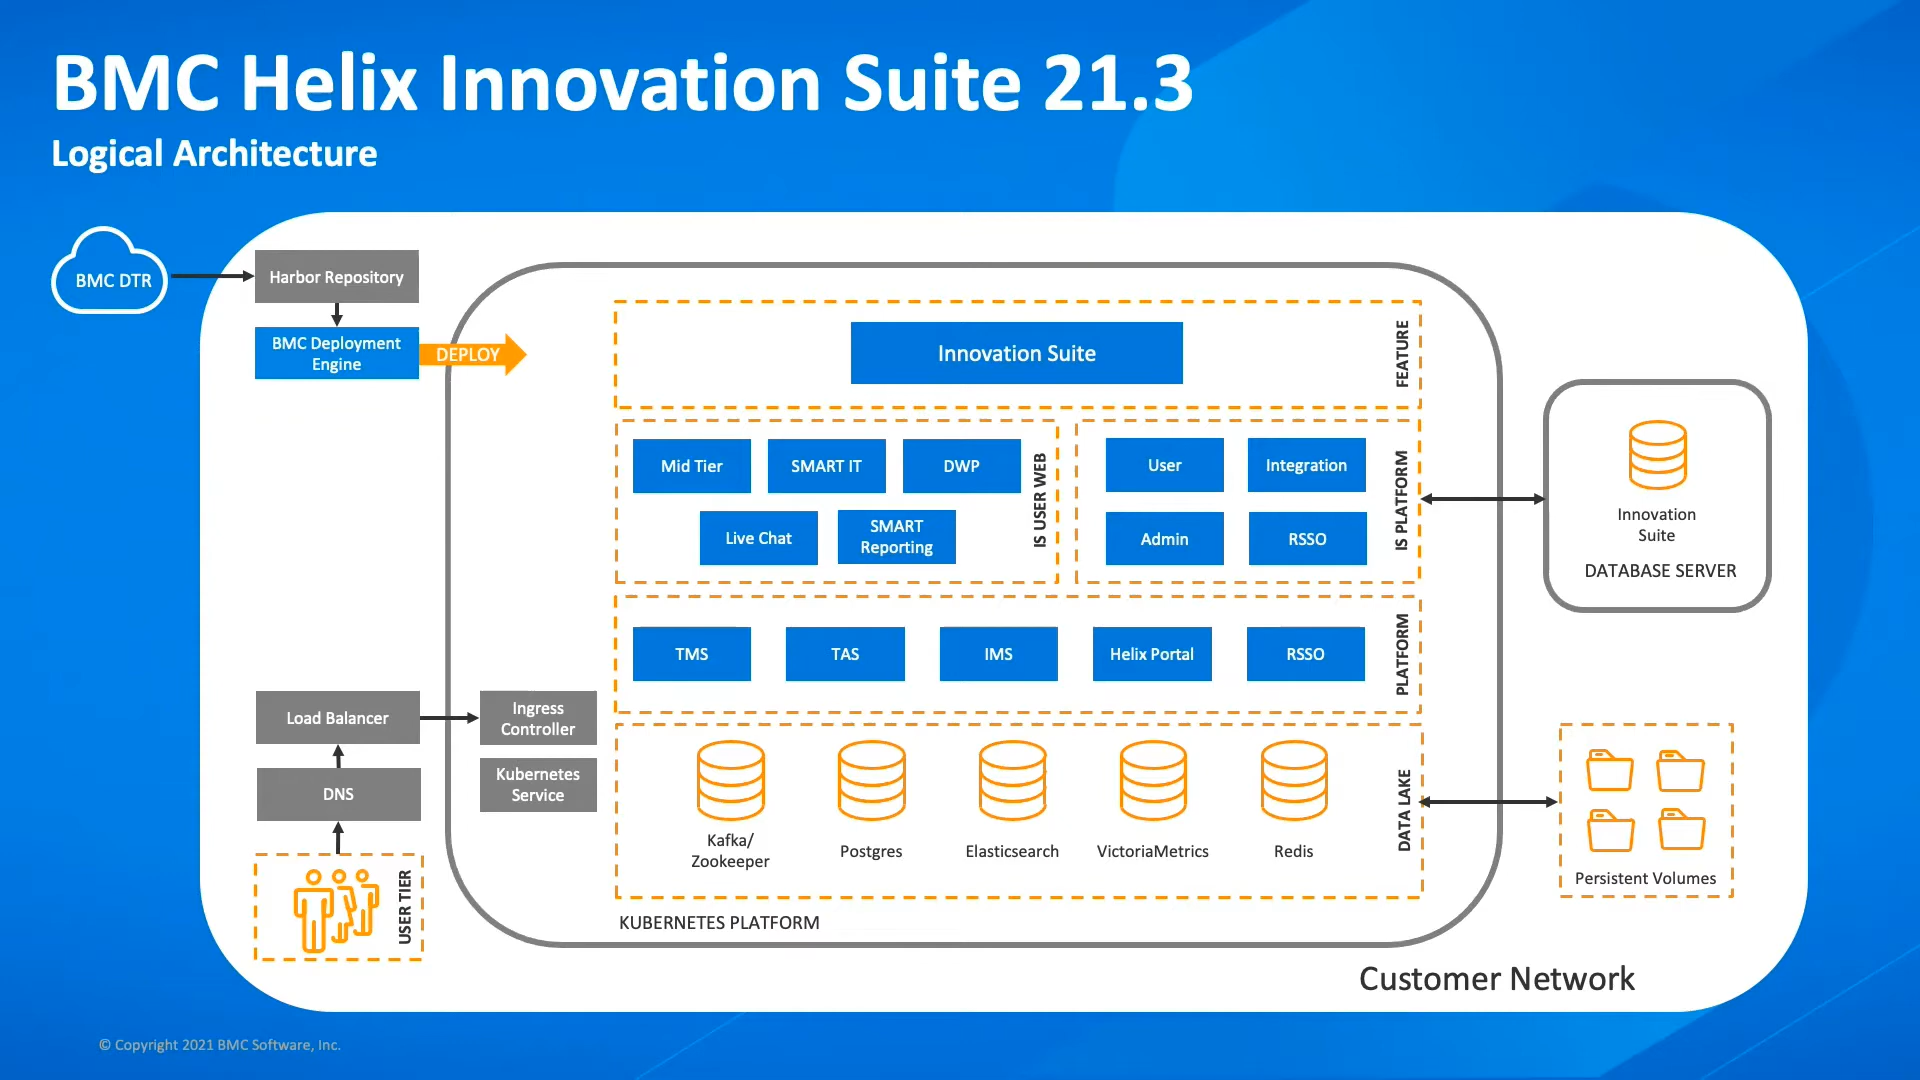 BMC Helix Innovation Suite 21.3
Logical Architecture
BMC DTR
Harbor Repository
BMC Deployment
Engine
DEPLOY
Innovation Suite
FEATURE
Mid Tier
SMART IT
DWP
Live Chat
SMART
Reporting
IS USER WEB
User
Integration
Admin
RSSO
IS PLATFORM
Innovation
Suite
DATABASE SERVER
TMS
TAS
IMS
Helix Portal
RSSO
PLATFORM
Load Balancer
Ingress
Controller
DNS
Kubernetes
Service
USER TIER
Kafka/
Zookeeper
Postgres
Elasticsearch
VictoriaMetrics
Redis
DATA LAKE
Persistent Volumes
KUBERNETES PLATFORM
Customer Network
© Copyright 2021 BMC Software, Inc.